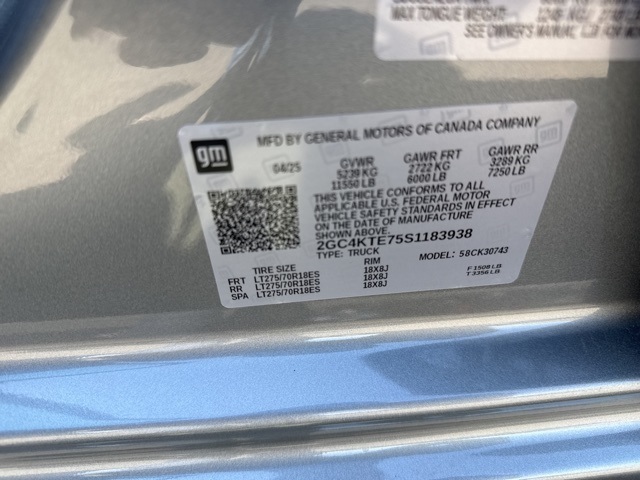 MAX TONGUE WEIGHT:
SEE OWNER'S MANUAL
gm
MFD BY GENERAL MOTORS OF CANADA COMPANY
04/25 GVWR GAWR FRT GAWR RR
5239 KG 2722 KG 3289 KG
11550 LB 6000 LB 7250 LB
THIS VEHICLE CONFORMS TO ALL
APPLICABLE U.S. FEDERAL MOTOR
VEHICLE SAFETY STANDARDS IN EFFECT
ON THE DATE OF MANUFACTURE
SHOWN ABOVE.
2GC4KTE75S1183938
TYPE: TRUCK MODEL: 58CK30743
TIRE SIZE RIM
FRT LT275/70R18ES 18X8J F 1508 LB
RR LT275/70R18ES 18X8J T 3356 LB
SPA LT275/70R18ES 18X8J